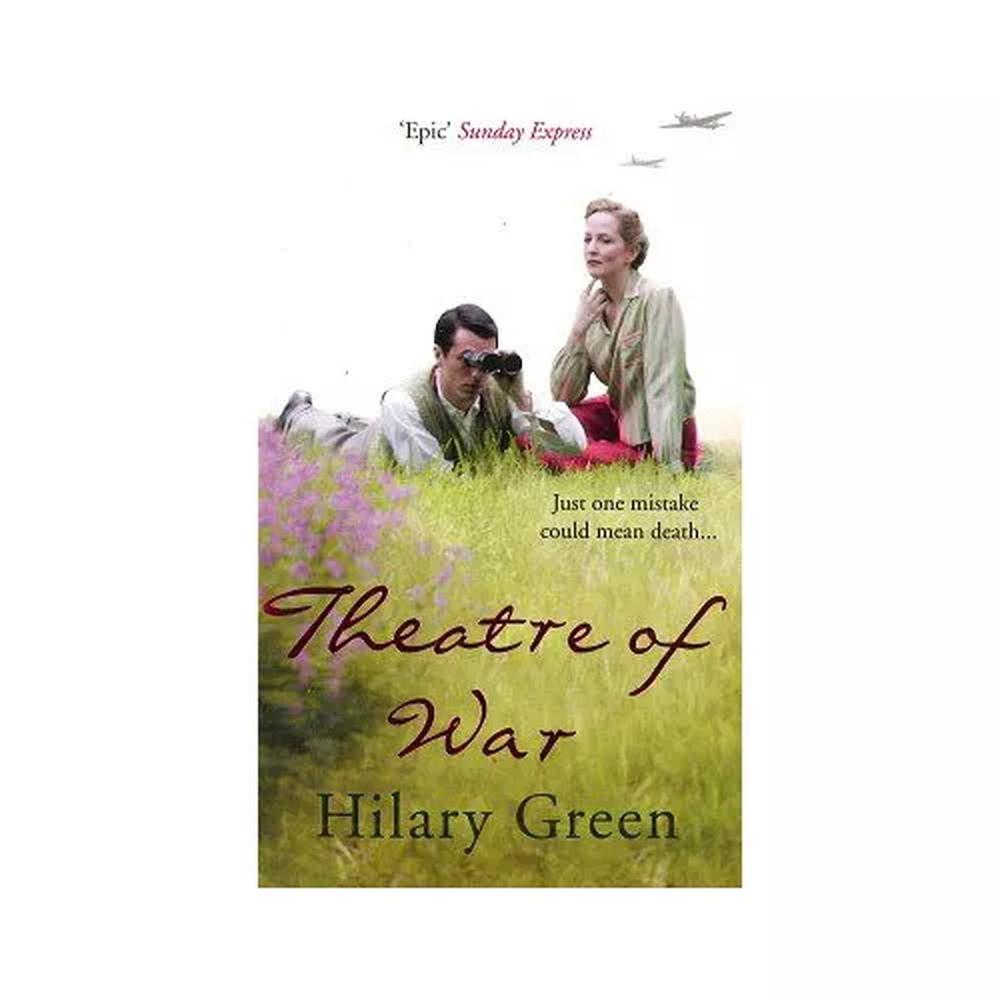 ‘Epic’ Sunday Express
Just one mistake
could mean death...
Theatre of
War
Hilary Green